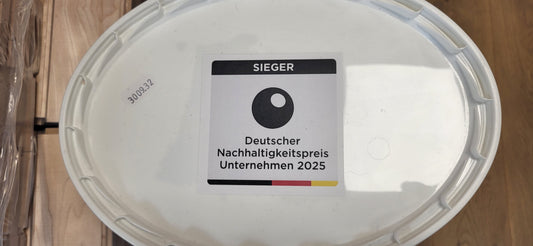 300932
SIEGER
Deutscher
Nachhaltigkeitspreis
Unternehmen 2025